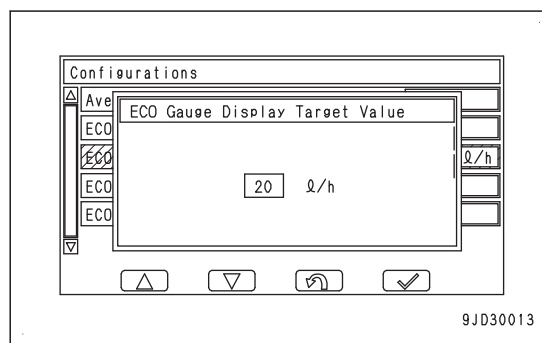 Configurations
Ave
ECO Gauge Display Target Value
ECO
ECO
ℓ/h
20 ℓ/h
ECO
ECO
9JD30013